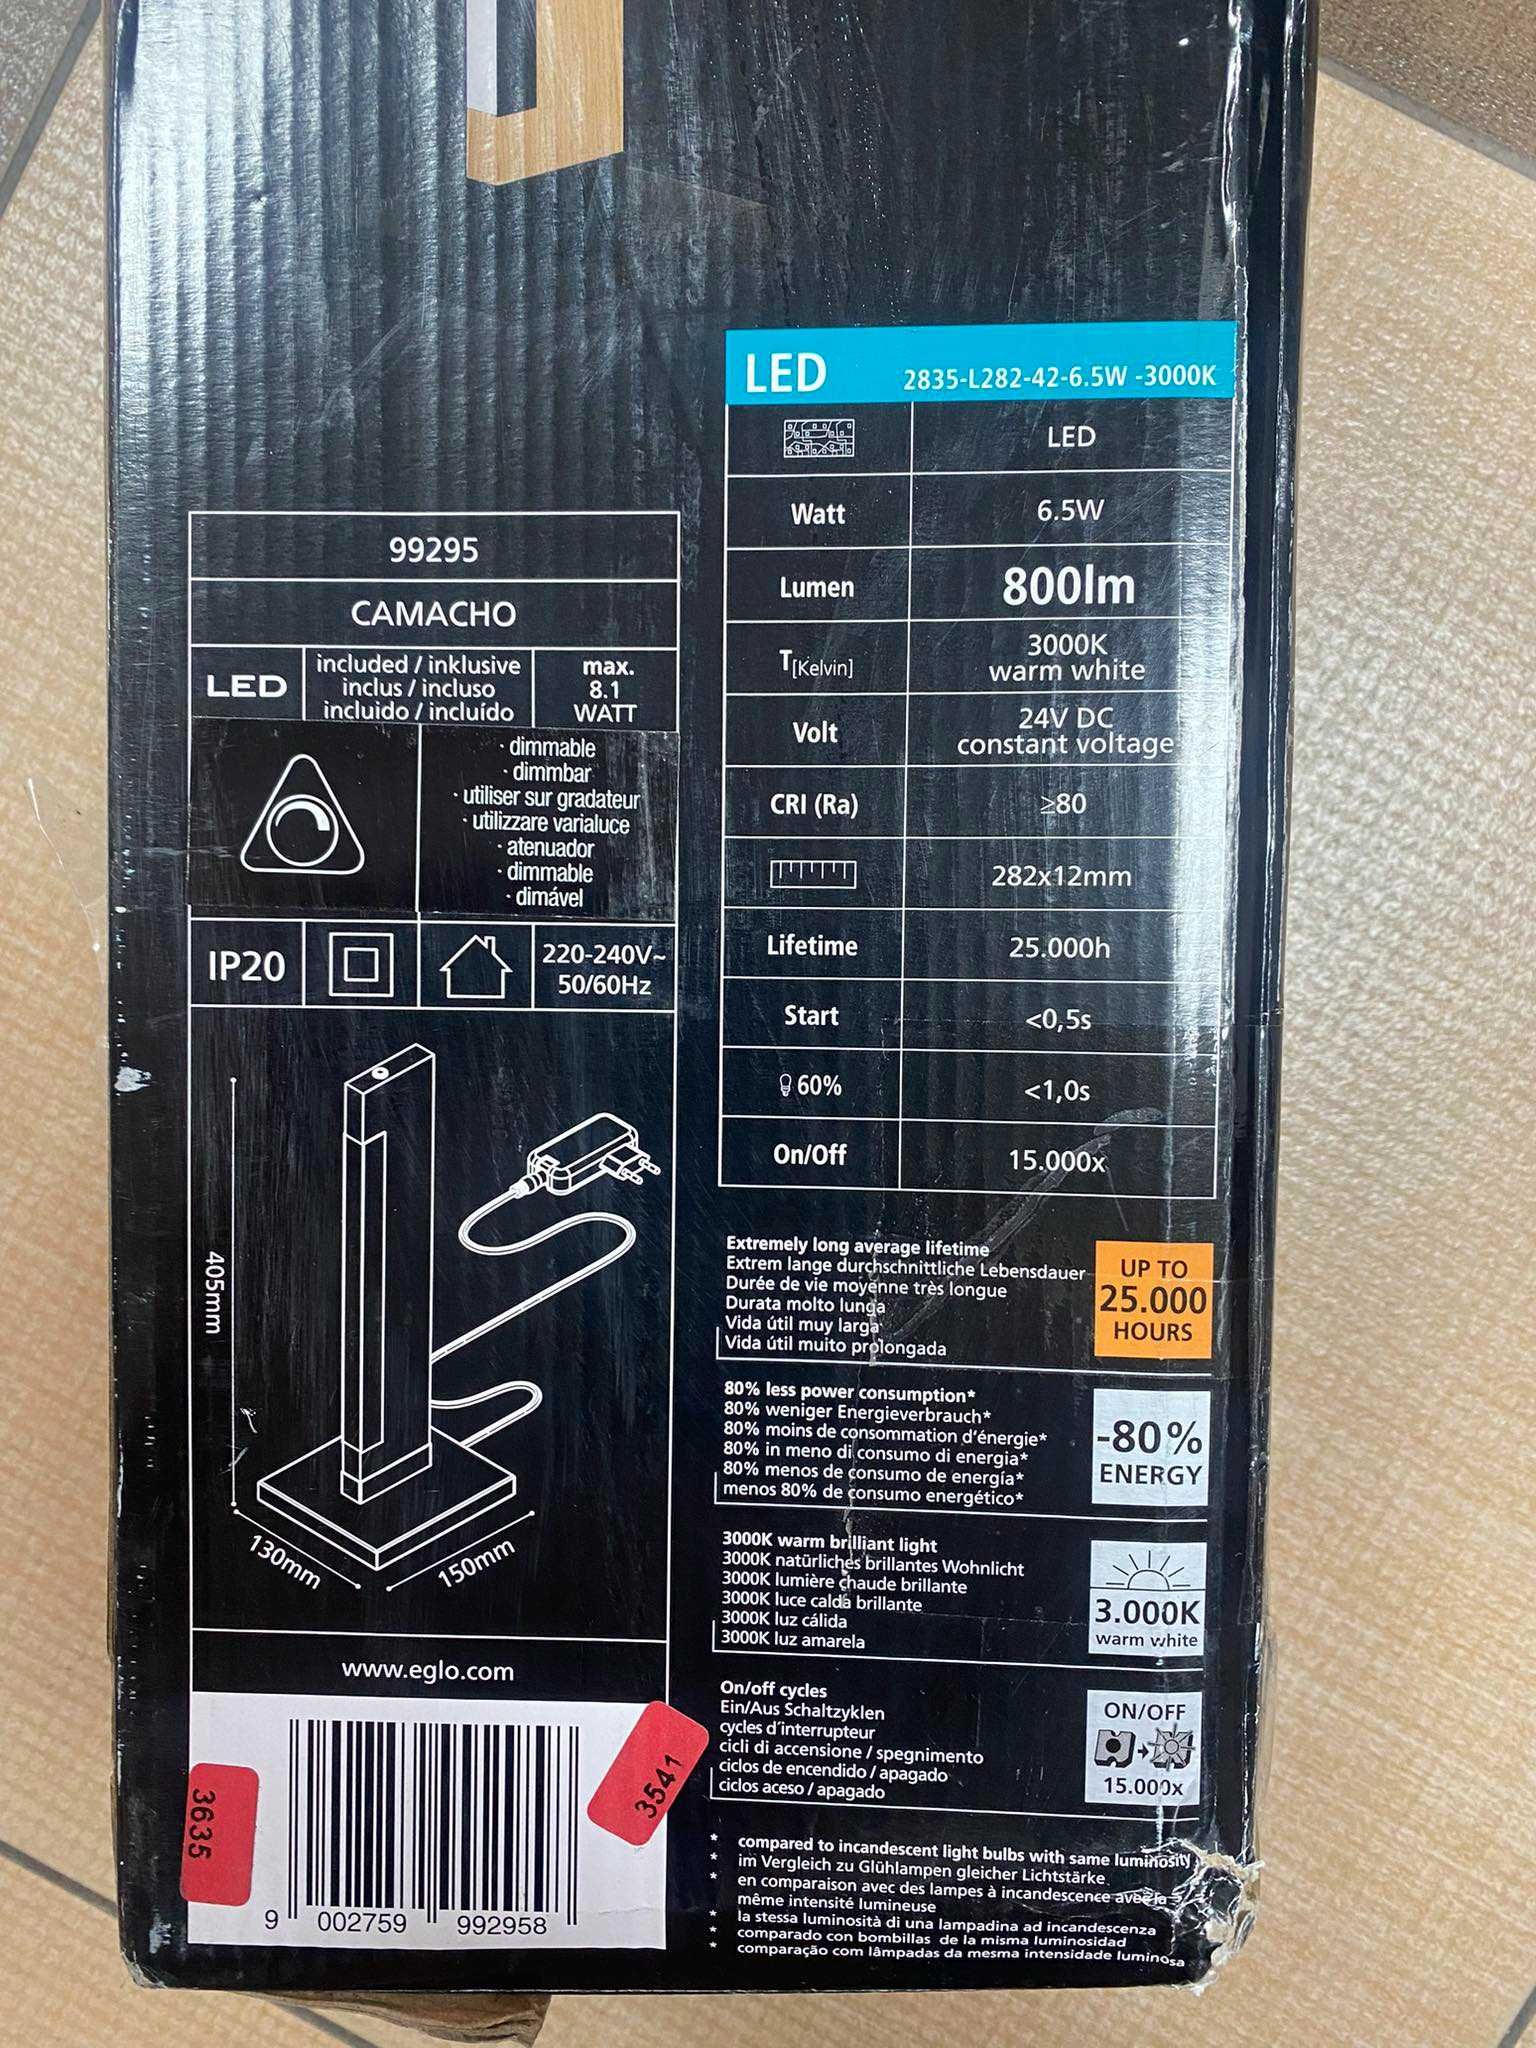 99295
CAMACHO
LED
included / inklusive
inclus / incluso
incluido / incluído
max.
8.1
WATT
· dimmable
· dimmbar
· utiliser sur gradateur
· utilizzare varialuce
· atenuador
· dimmable
· dimável
IP20
220-240V~
50/60Hz
405mm
130mm
150mm
www.eglo.com
3635
3541
9 002759 992958
LED 2835-L282-42-6.5W -3000K
LED
Watt 6.5W
Lumen 800lm
T[Kelvin] 3000K
warm white
Volt 24V DC
constant voltage
CRI (Ra) ≥80
282x12mm
Lifetime 25.000h
Start <0,5s
60% <1,0s
On/Off 15.000x
Extremely long average lifetime
Extrem lange durchschnittliche Lebensdauer
Durée de vie moyenne très longue
Durata molto lunga
Vida útil muy larga
Vida útil muito prolongada
UP TO
25.000
HOURS
80% less power consumption*
80% weniger Energieverbrauch*
80% moins de consommation d'énergie*
80% in meno di consumo di energia*
80% menos de consumo de energía*
menos 80% de consumo energético*
-80%
ENERGY
3000K warm brilliant light
3000K natürliches brillantes Wohnlicht
3000K lumière chaude brillante
3000K luce calda brillante
3000K luz cálida
3000K luz amarela
3.000K
warm white
On/off cycles
Ein/Aus Schaltzyklen
cycles d'interrupteur
cicli di accensione / spegnimento
ciclos de encendido / apagado
ciclos aceso / apagado
ON/OFF
15.000x
* compared to incandescent light bulbs with same luminosity
* im Vergleich zu Glühlampen gleicher Lichtstärke.
* en comparaison avec des lampes à incandescence avec la
même intensité lumineuse
* la stessa luminosità di una lampadina ad incandescenza
* comparado con bombillas de la misma luminosidad
* comparação com lâmpadas da mesma intensidade luminosa